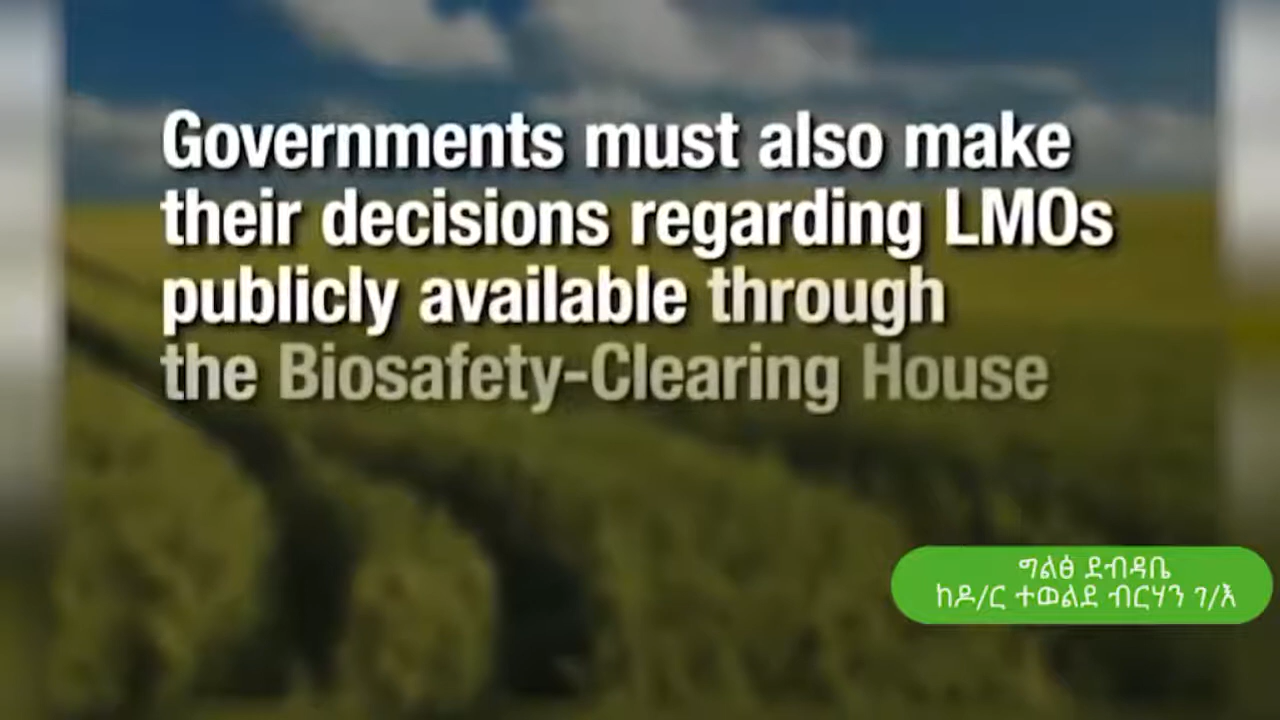 Governments must also make
their decisions regarding LMOs
publicly available through
the Biosafety-Clearing House
ግልፅ ደብዳቤ
ከዶ/ር ተወልደ ብርሃን ገ/እ